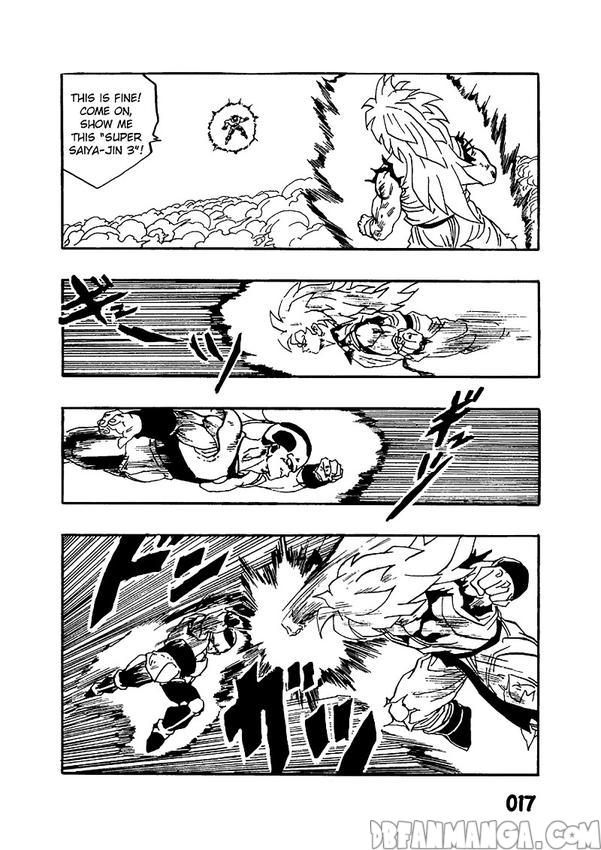 THIS IS FINE!
COME ON,
SHOW ME
THIS "SUPER
SAIYA-JIN 3"!
ギュン
ギュン
ドン
ガッ
017
DBFANMANGA.COM